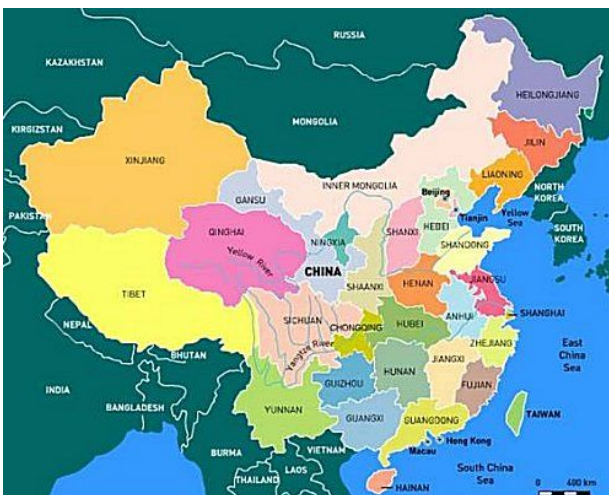 RUSSIA
KAZAKHSTAN
HEILONGJIANG
MONGOLIA
KIRGIZSTAN
JILIN
XINJIANG
LIAONING
INNER MONGOLIA
Beijing
NORTH
KOREA
GANSU
Tianjin
Yellow
Sea
QINGHAI
NINGXIA
SHANXI
HEBEI
SOUTH
KOREA
PAKISTAN
Yellow River
SHANDONG
CHINA
SHAANXI
HENAN
JIANGSU
TIBET
SHANGHAI
ANHUI
NEPAL
SICHUAN
CHONGQING
HUBEI
Yangtze River
ZHEJIANG
BHUTAN
East
China
Sea
JIANGXI
HUNAN
INDIA
GUIZHOU
FUJIAN
BANGLADESH
YUNNAN
GUANGXI
GUANGDONG
TAIWAN
Hong Kong
Macau
BURMA
VIETNAM
LAOS
South China
Sea
THAILAND
HAINAN
0 400 km